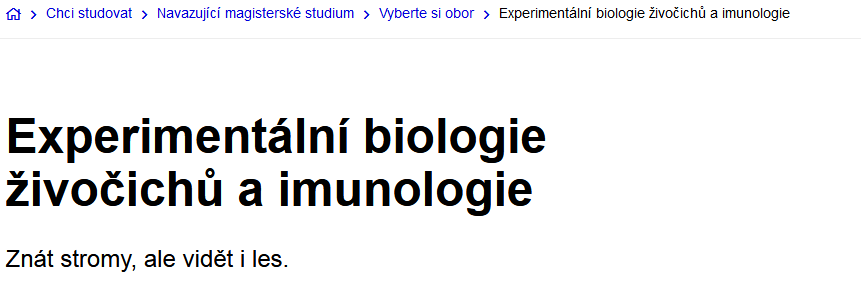 Chci studovat > Navazující magisterské studium > Vyberte si obor > Experimentální biologie živočichů a imunologie
Experimentální biologie
živočichů a imunologie
Znát stromy, ale vidět i les.